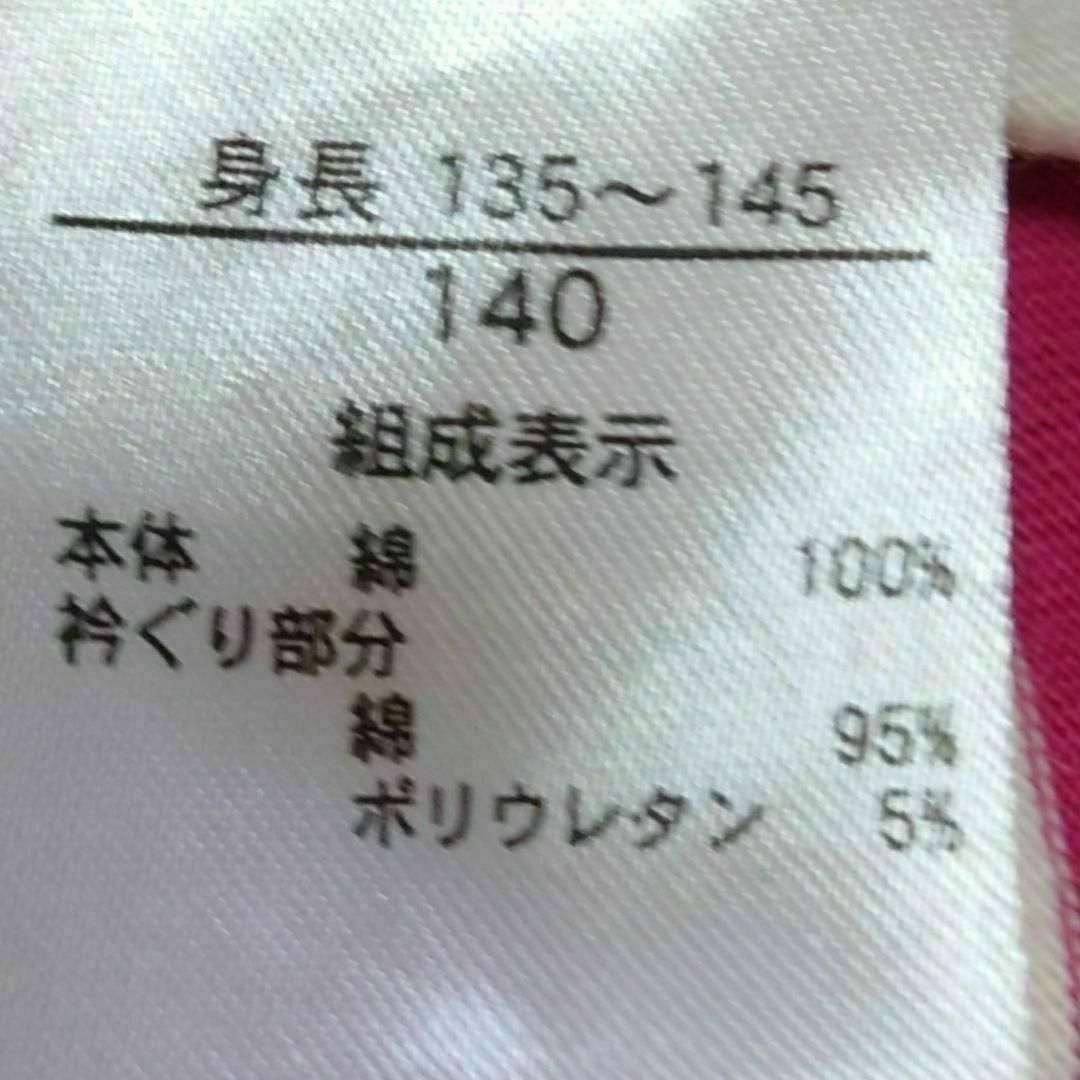 身長 135～145
140
組成表示
本体 綿 100%
衿ぐり部分
綿 95%
ポリウレタン 5%